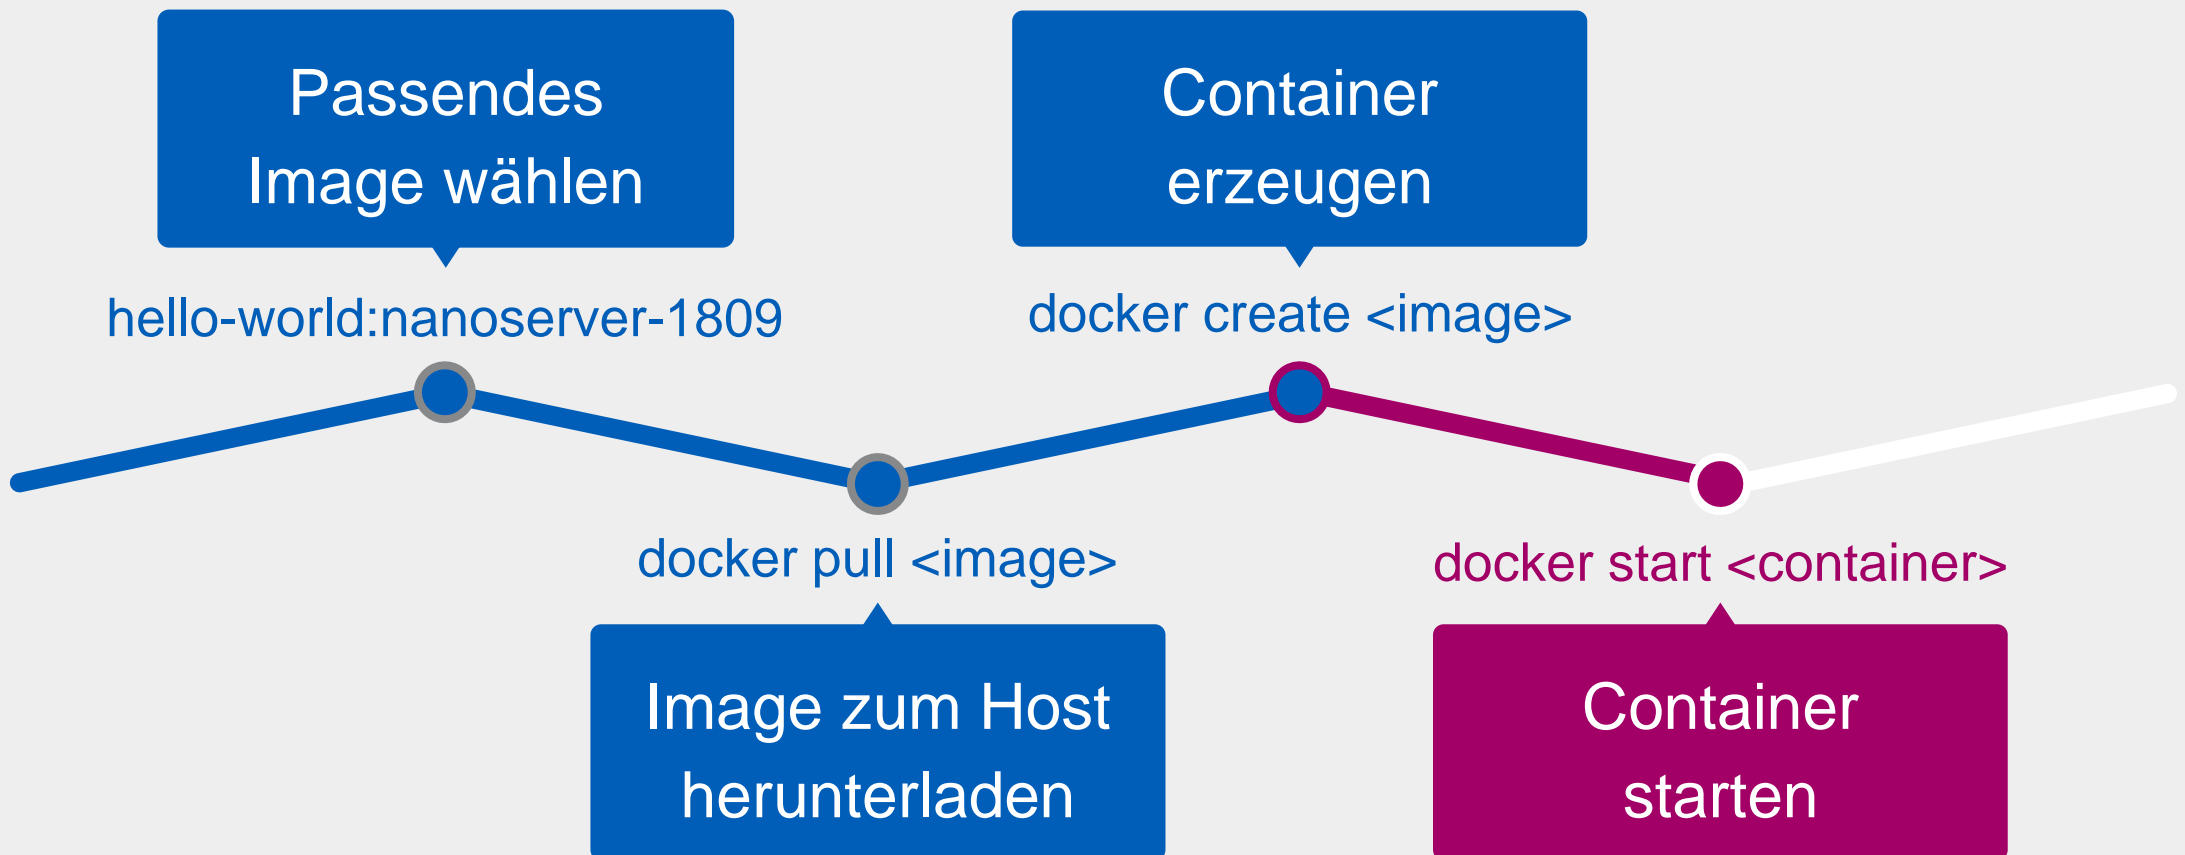 Passendes
Image wählen
hello-world:nanoserver-1809
docker pull <image>
Image zum Host
herunterladen
Container
erzeugen
docker create <image>
docker start <container>
Container
starten